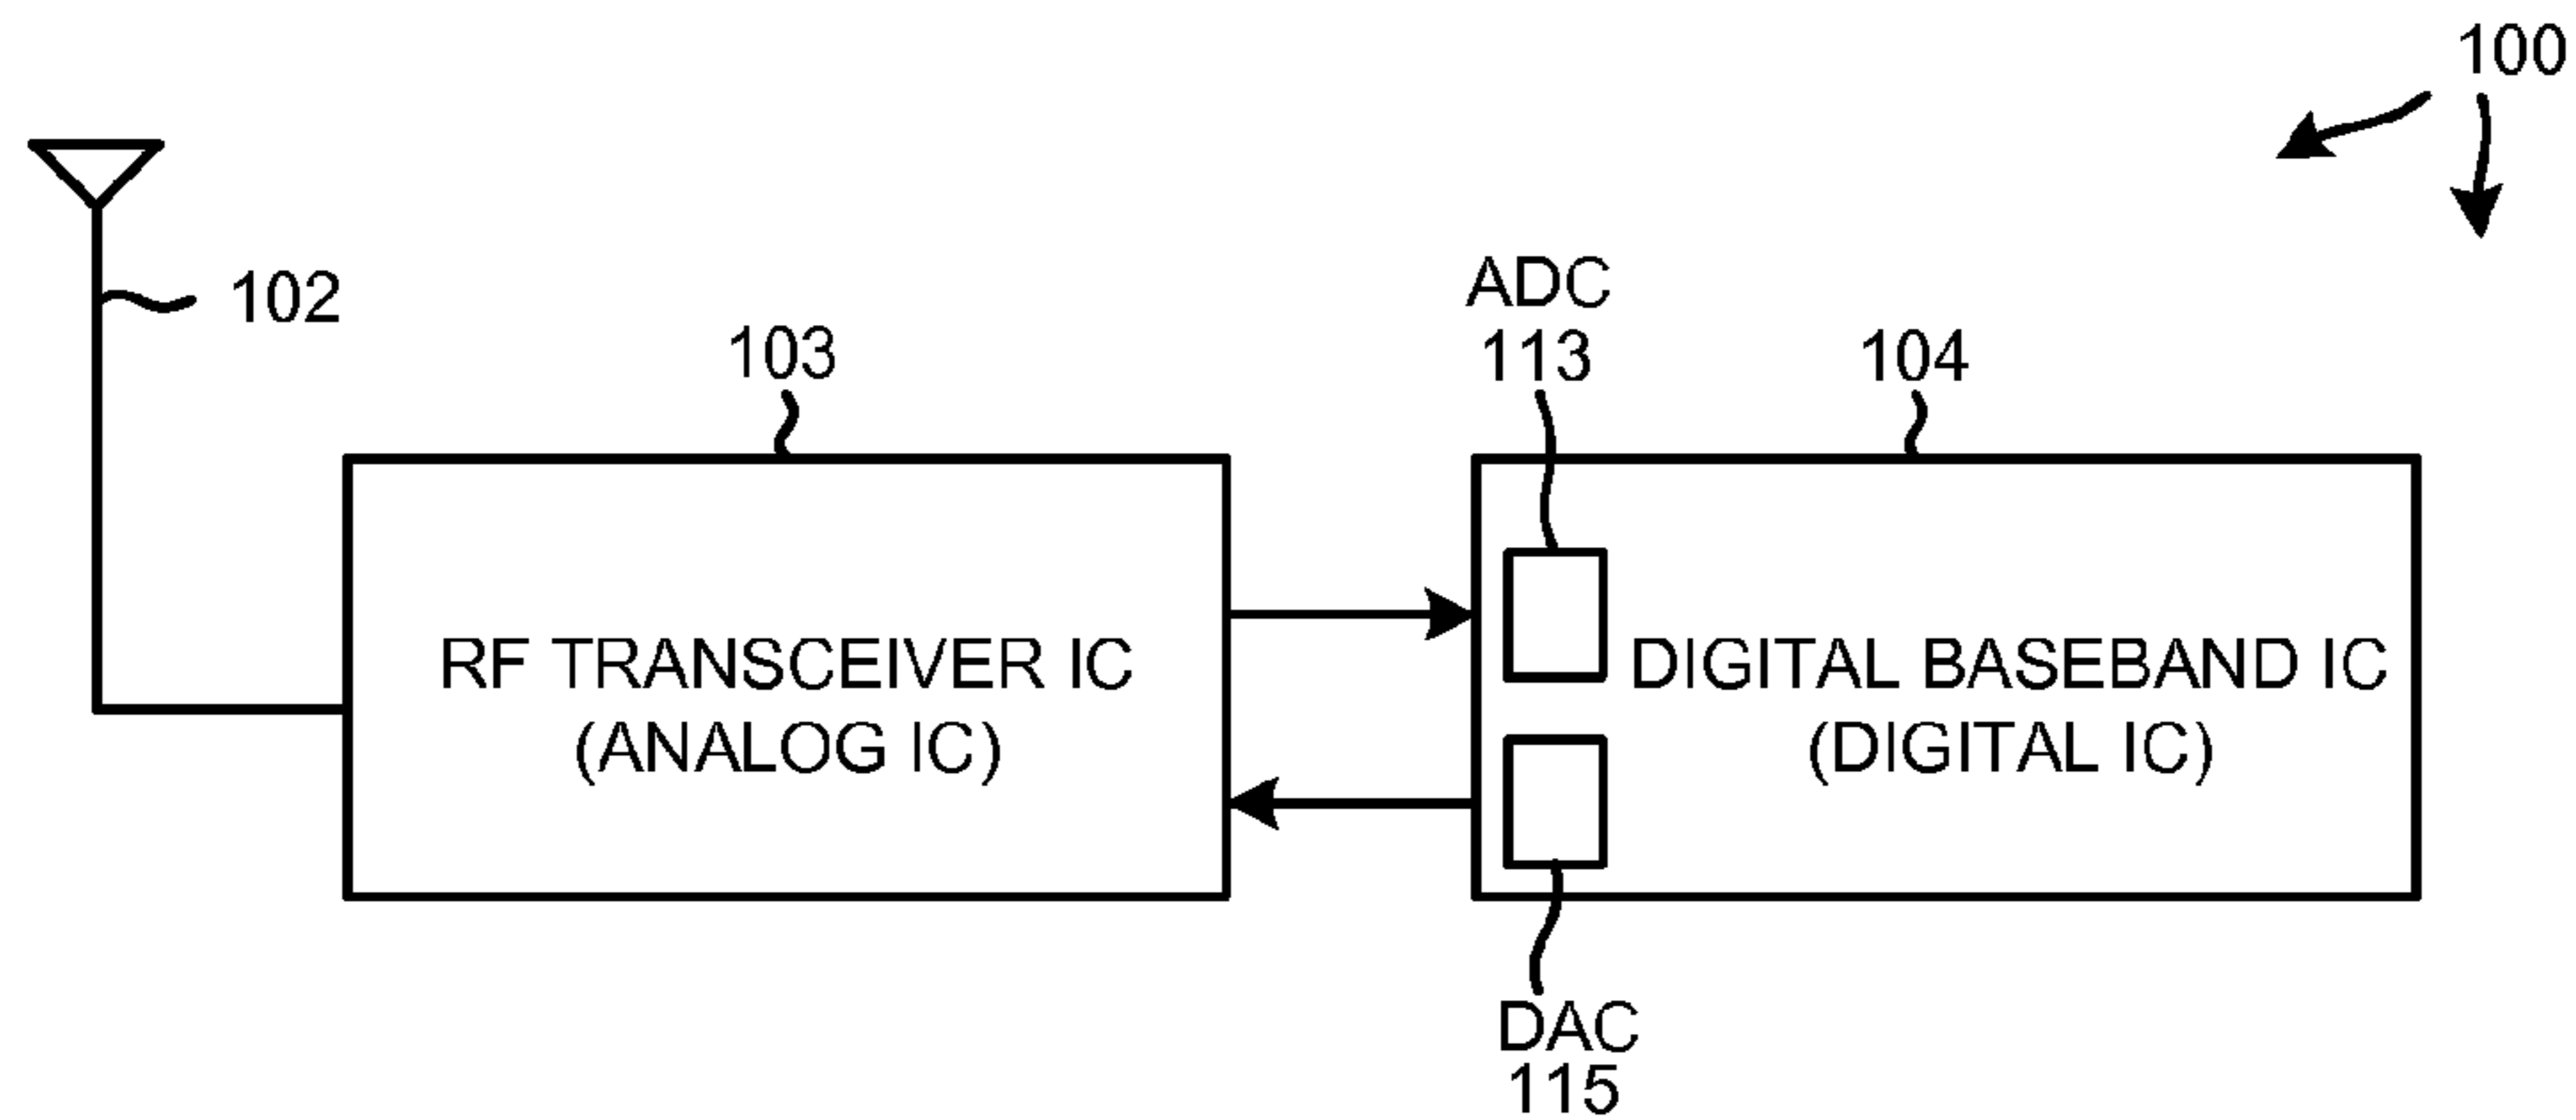 100
102
ADC
113
103
104
RF TRANSCEIVER IC
(ANALOG IC)
DIGITAL BASEBAND IC
(DIGITAL IC)
DAC
115